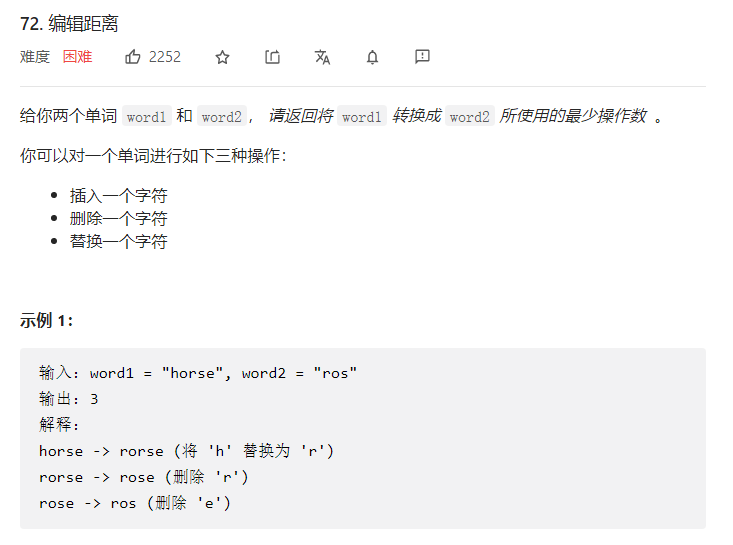 72. 编辑距离
难度 困难 2252
给你两个单词 word1 和 word2， 请返回将 word1 转换成 word2 所使用的最少操作数 。
你可以对一个单词进行如下三种操作：
插入一个字符
删除一个字符
替换一个字符
示例 1：
输入：word1 = "horse", word2 = "ros"
输出：3
解释：
horse -> rorse (将 'h' 替换为 'r')
rorse -> rose (删除 'r')
rose -> ros (删除 'e')